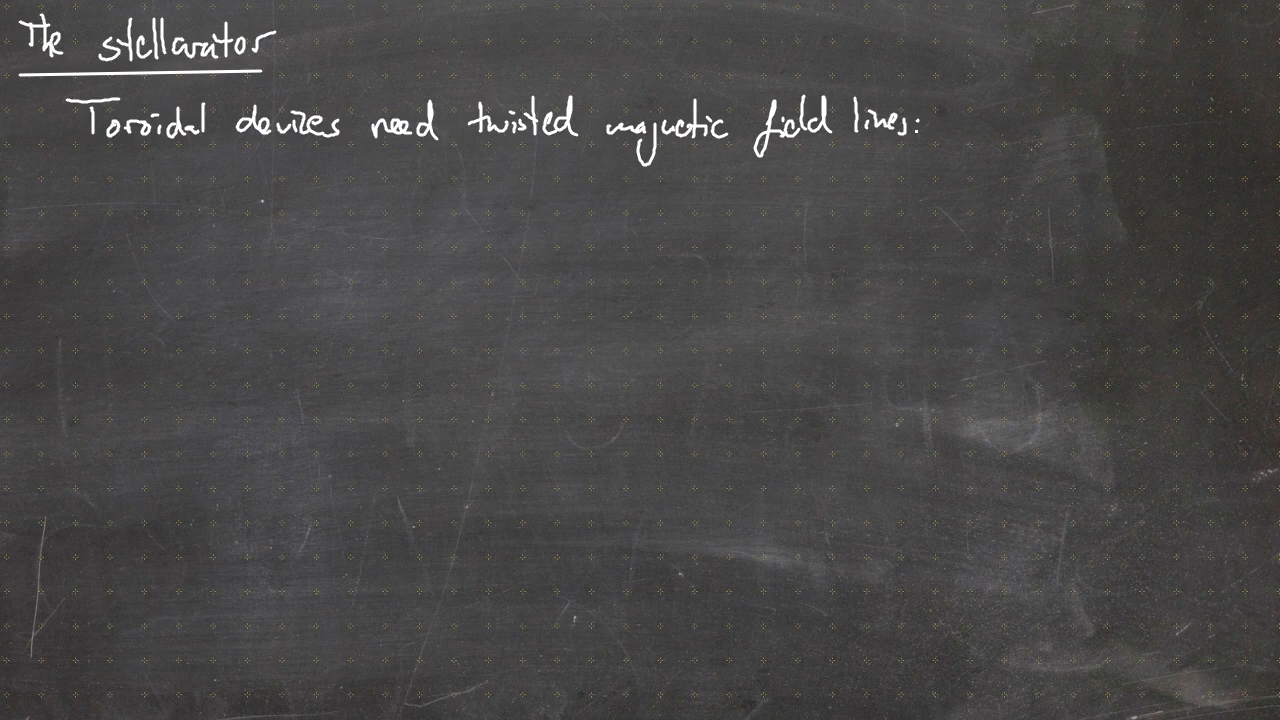 The stellarator
Toroidal devices need twisted magnetic field lines: